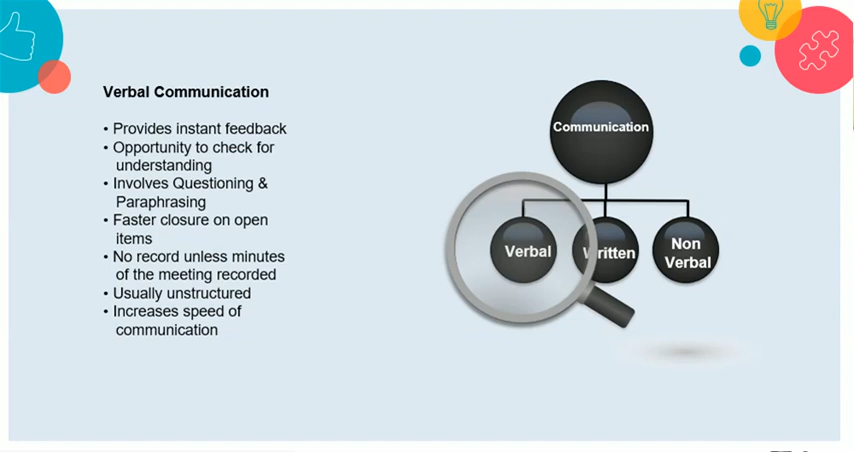 Verbal Communication
• Provides instant feedback
• Opportunity to check for
understanding
• Involves Questioning &
Paraphrasing
• Faster closure on open
items
• No record unless minutes
of the meeting recorded
• Usually unstructured
• Increases speed of
communication
Communication
Verbal
Written
Non
Verbal